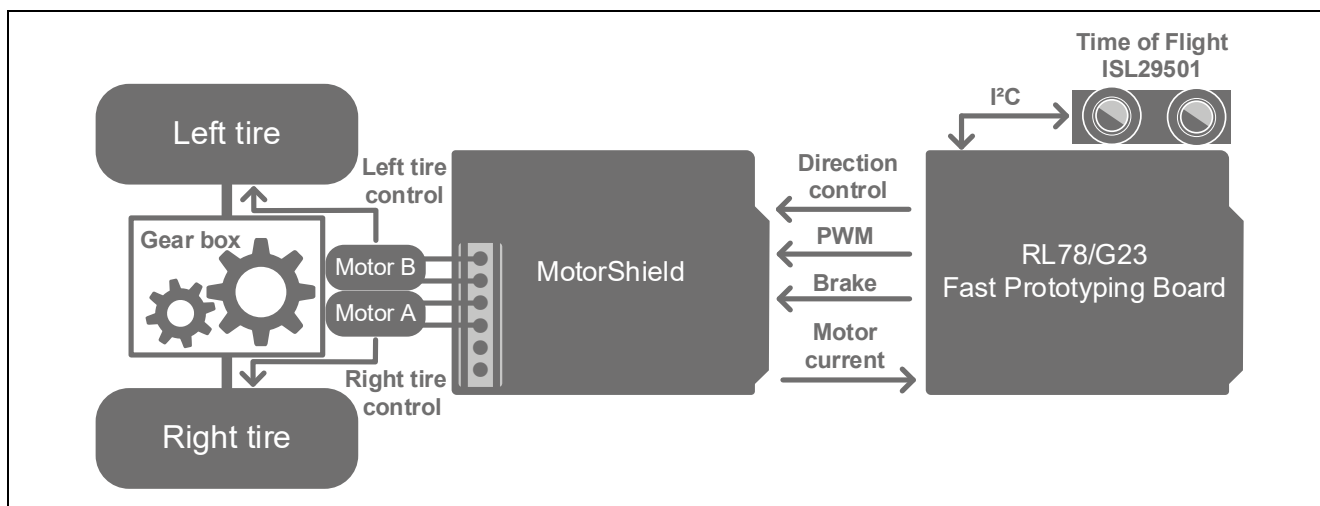 Time of Flight
ISL29501
I²C
Left tire
Left tire
control
Direction
control
Gear box
Motor B
PWM
MotorShield
RL78/G23
Fast Prototyping Board
Motor A
Brake
Motor
current
Right tire
control
Right tire